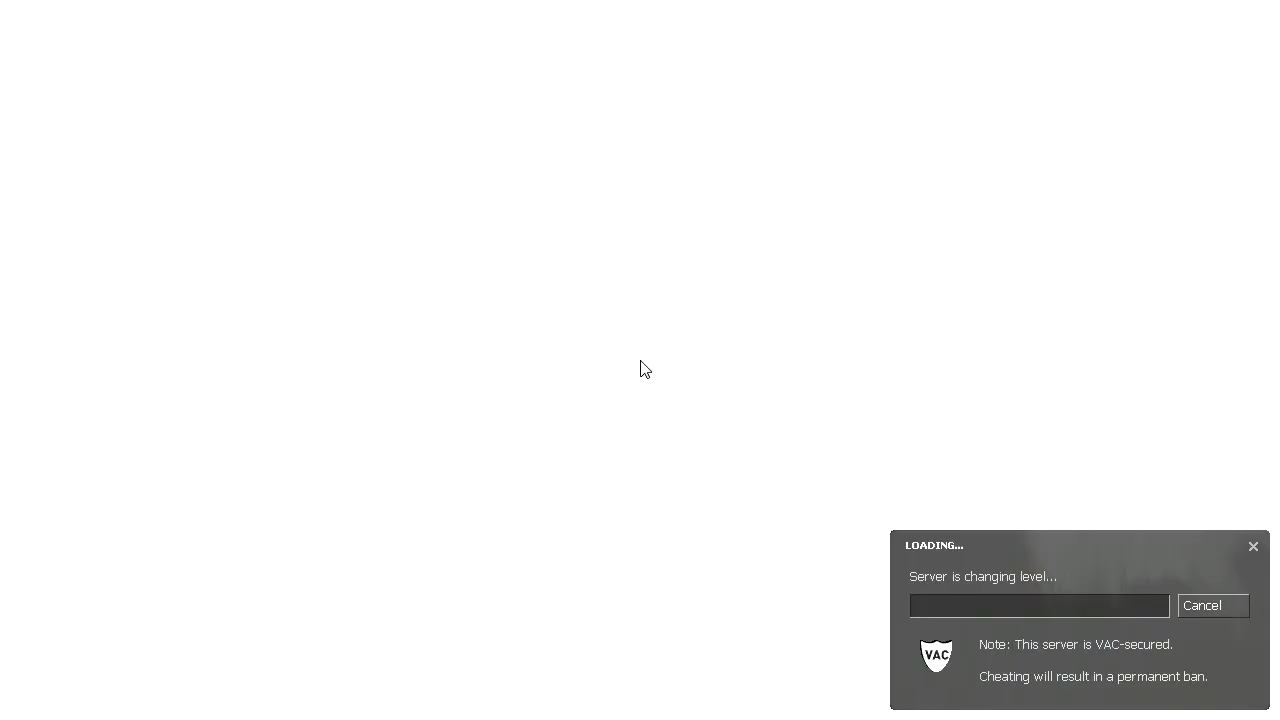 LOADING...
Server is changing level...
Cancel
VAC
Note: This server is VAC-secured.
Cheating will result in a permanent ban.